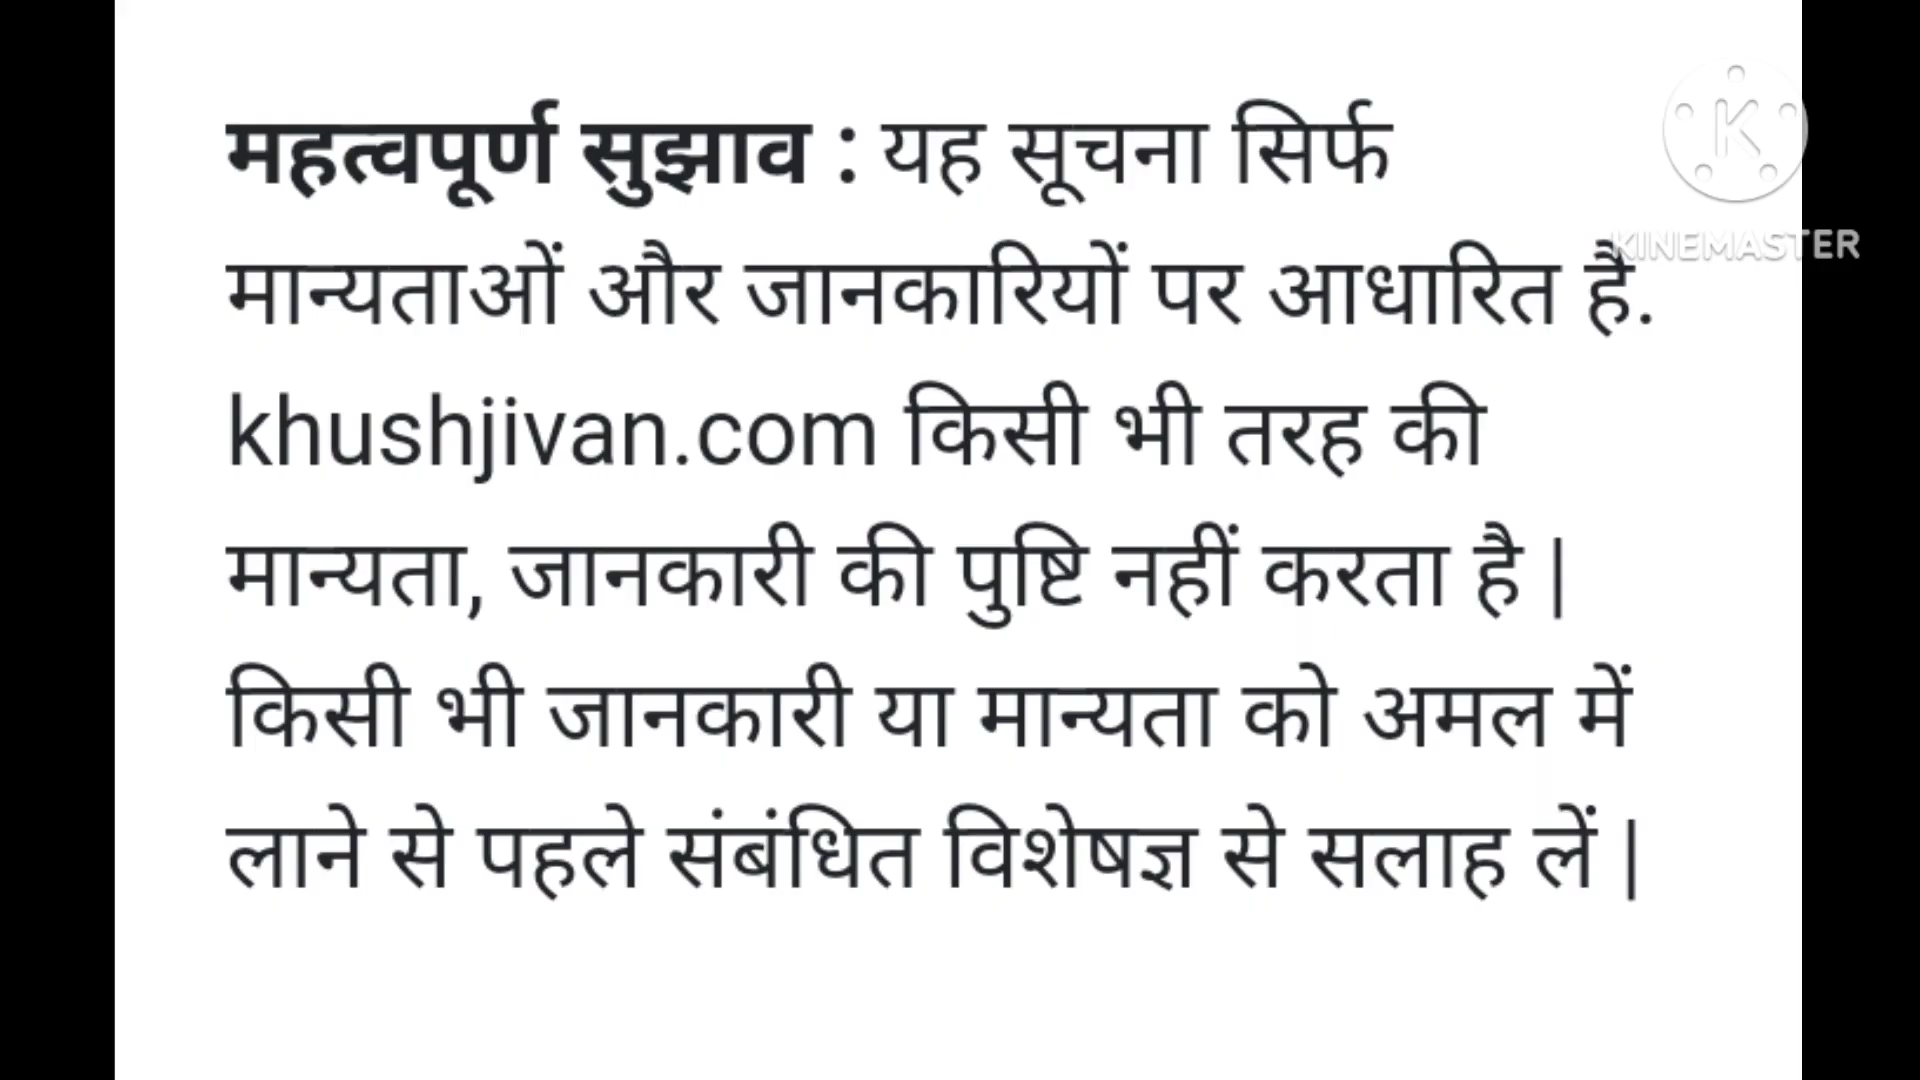 महत्वपूर्ण सुझाव : यह सूचना सिर्फ
मान्यताओं और जानकारियों पर आधारित है.
khushjivan.com किसी भी तरह की
मान्यता, जानकारी की पुष्टि नहीं करता है |
किसी भी जानकारी या मान्यता को अमल में
लाने से पहले संबंधित विशेषज्ञ से सलाह लें |
K
KINEMASTER